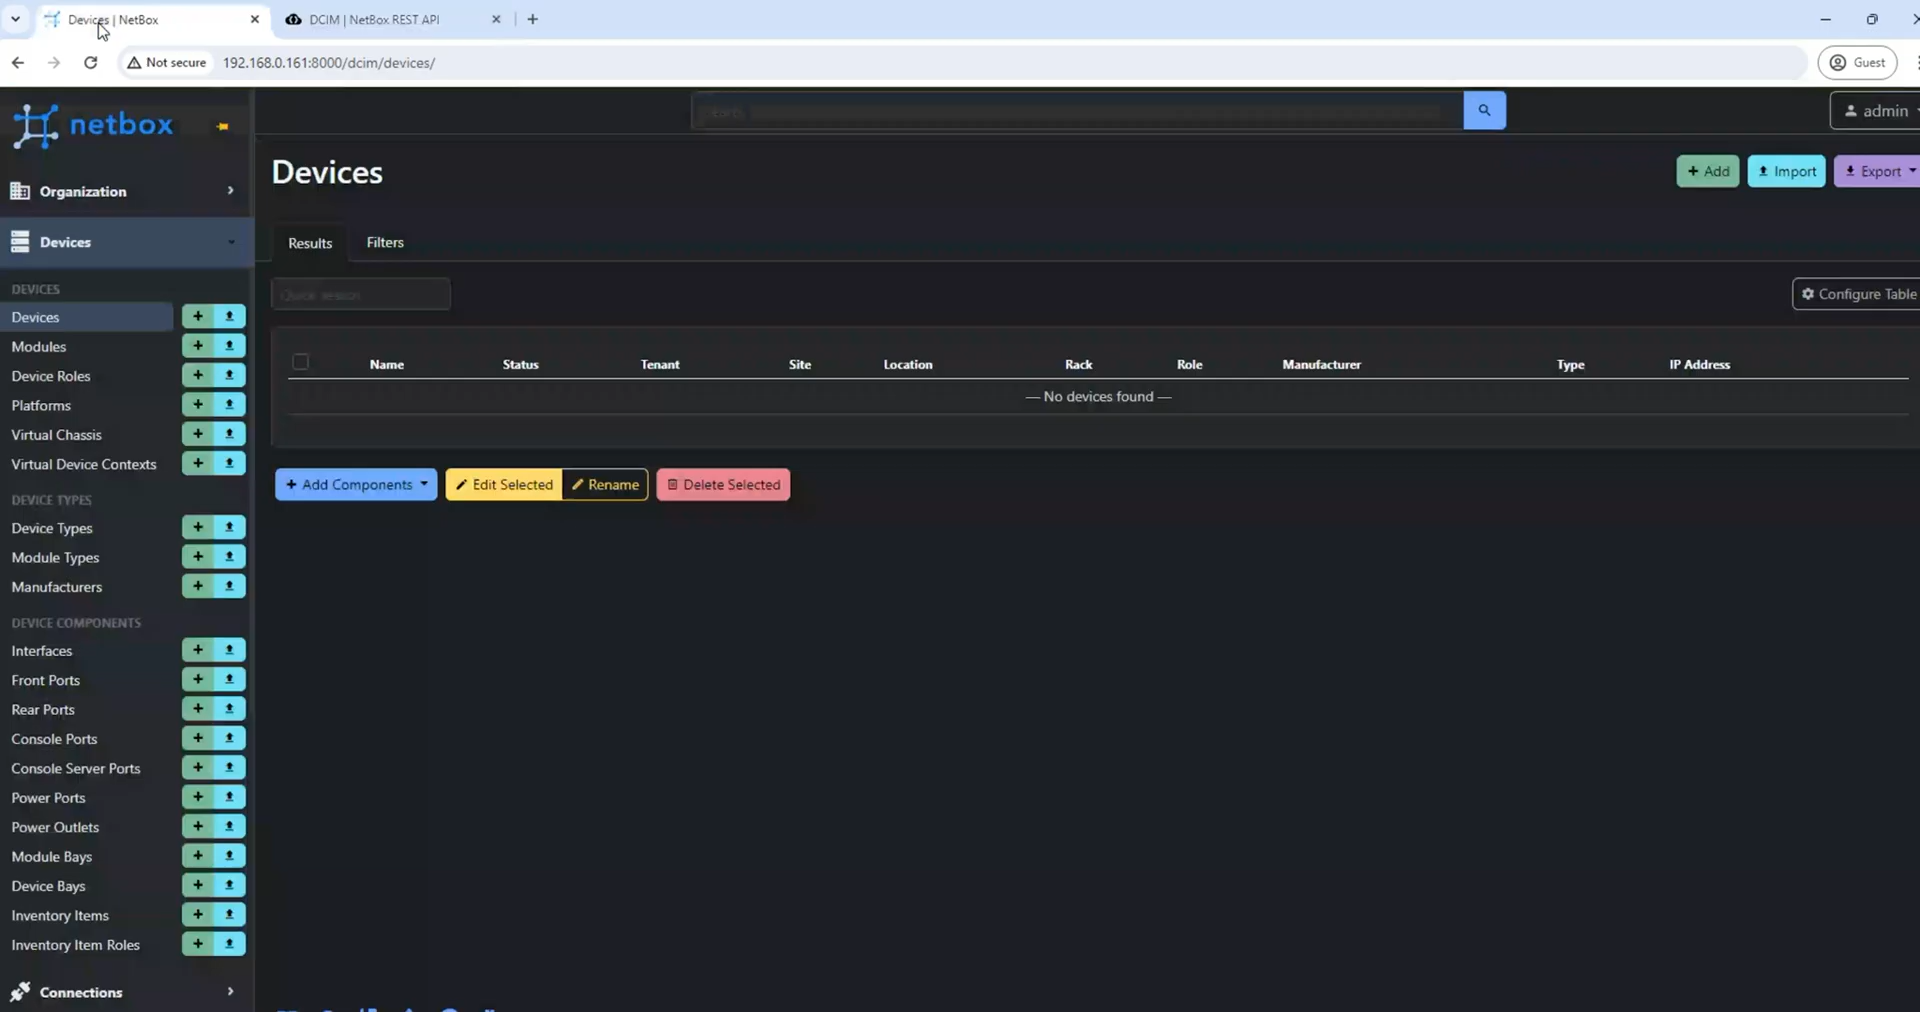 Devices | NetBox
DCIM | NetBox REST API
Not secure 192.168.0.161:8000/dcim/devices/
Guest
netbox
admin
Organization
Devices
DEVICES
Devices
Modules
Device Roles
Platforms
Virtual Chassis
Virtual Device Contexts
DEVICE TYPES
Device Types
Module Types
Manufacturers
DEVICE COMPONENTS
Interfaces
Front Ports
Rear Ports
Console Ports
Console Server Ports
Power Ports
Power Outlets
Module Bays
Device Bays
Inventory Items
Inventory Item Roles
Connections
Devices
+ Add Import Export
Results Filters
Configure Table
Name Status Tenant Site Location Rack Role Manufacturer Type IP Address
— No devices found —
+ Add Components Edit Selected Rename Delete Selected